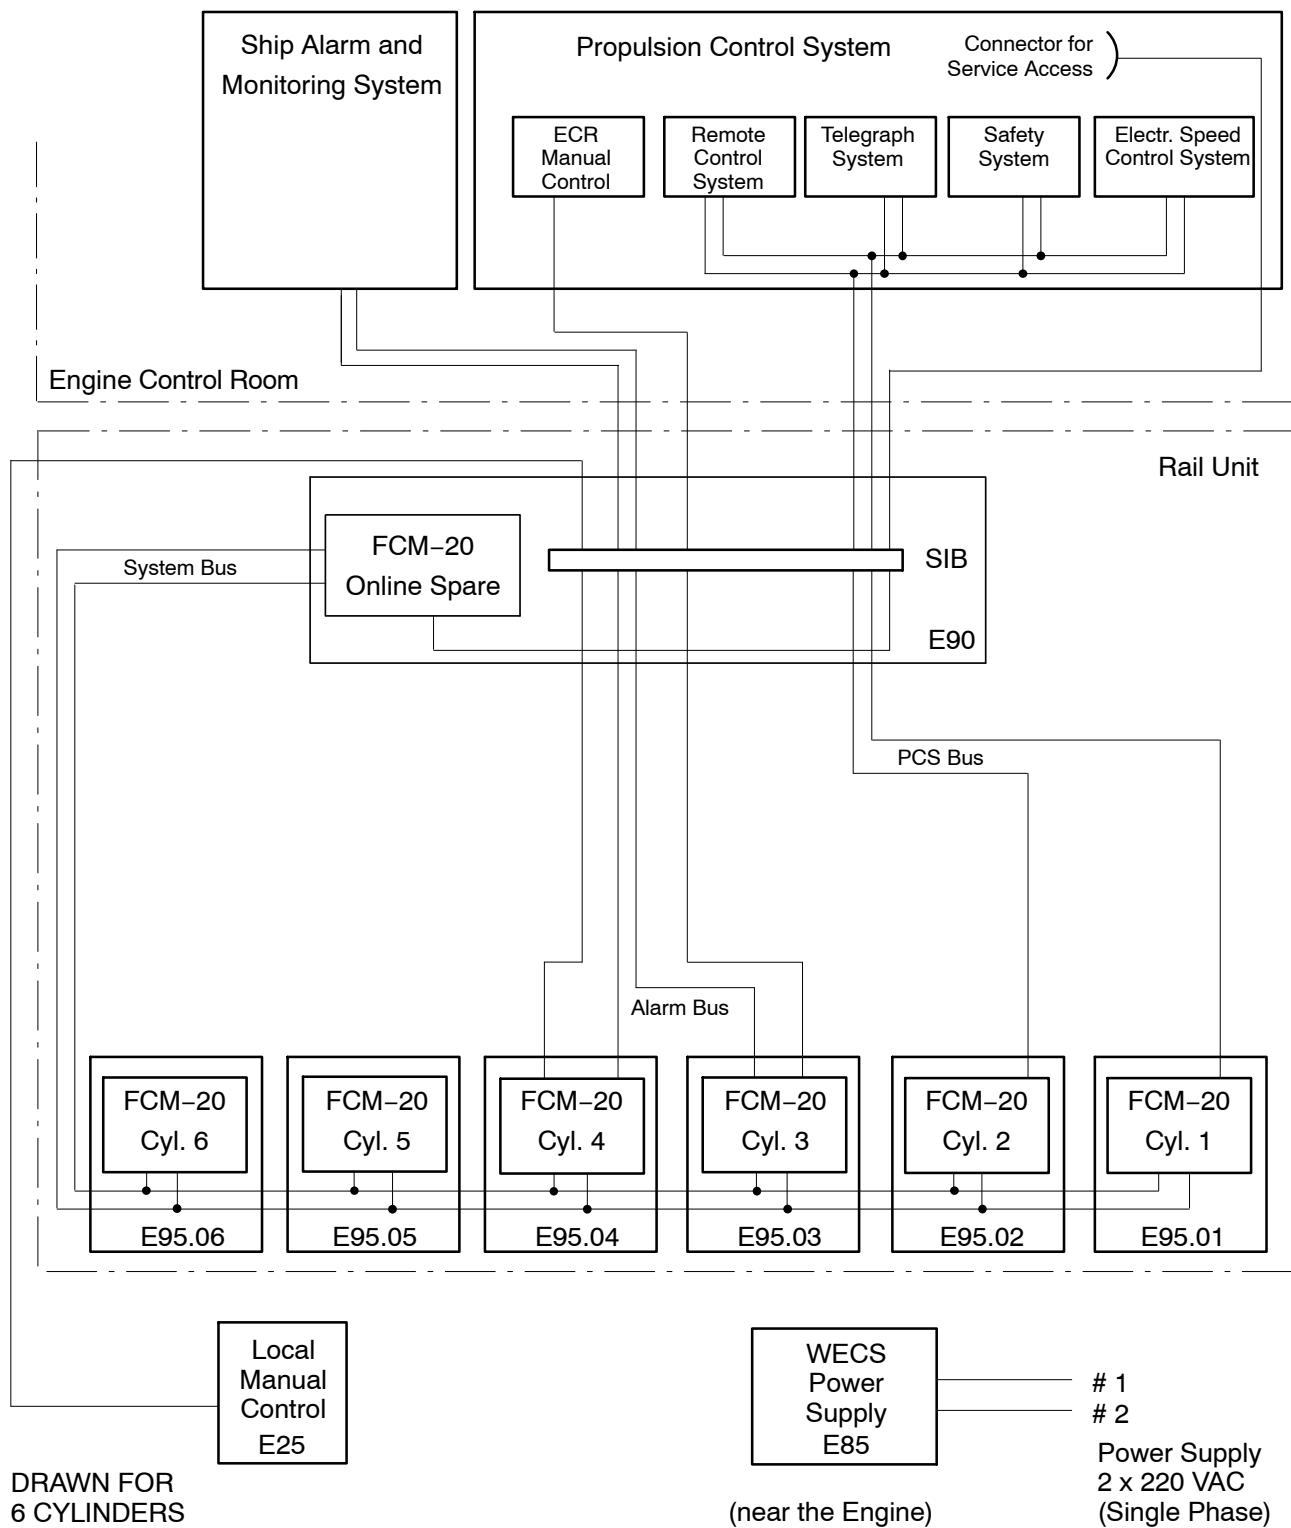 Ship Alarm and
Monitoring System
Propulsion Control System
Connector for
Service Access
ECR
Manual
Control
Remote
Control
System
Telegraph
System
Safety
System
Electr. Speed
Control System
Engine Control Room
Rail Unit
FCM−20
Online Spare
System Bus
SIB
E90
PCS Bus
Alarm Bus
FCM−20
Cyl. 6
E95.06
FCM−20
Cyl. 5
E95.05
FCM−20
Cyl. 4
E95.04
FCM−20
Cyl. 3
E95.03
FCM−20
Cyl. 2
E95.02
FCM−20
Cyl. 1
E95.01
Local
Manual
Control
E25
WECS
Power
Supply
E85
# 1
# 2
Power Supply
2 x 220 VAC
(Single Phase)
(near the Engine)
DRAWN FOR
6 CYLINDERS